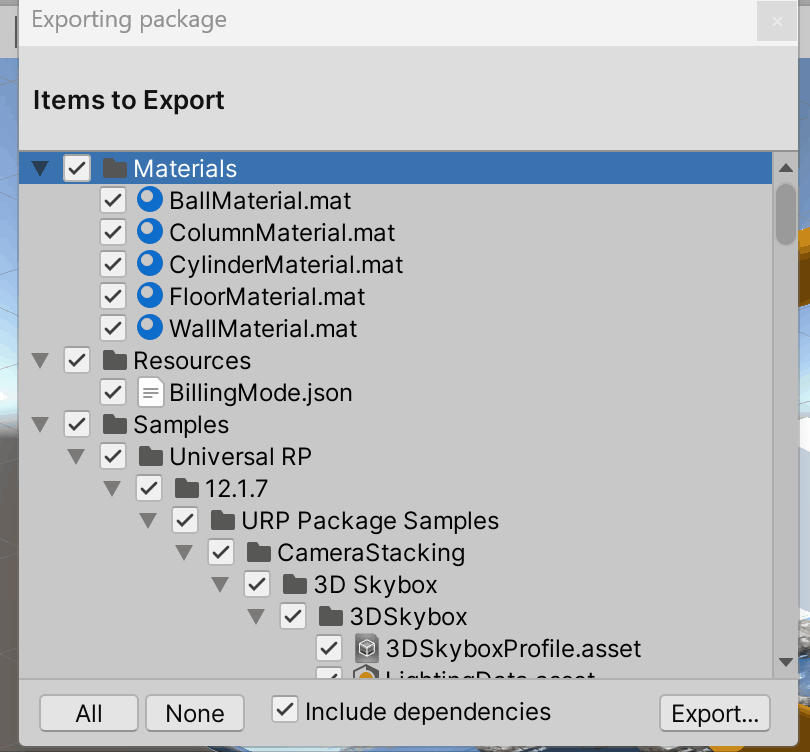 Exporting package
Items to Export
Materials
BallMaterial.mat
ColumnMaterial.mat
CylinderMaterial.mat
FloorMaterial.mat
WallMaterial.mat
Resources
BillingMode.json
Samples
Universal RP
12.1.7
URP Package Samples
CameraStacking
3D Skybox
3DSkybox
3DSkyboxProfile.asset
LightingData.asset
All
None
Include dependencies
Export...